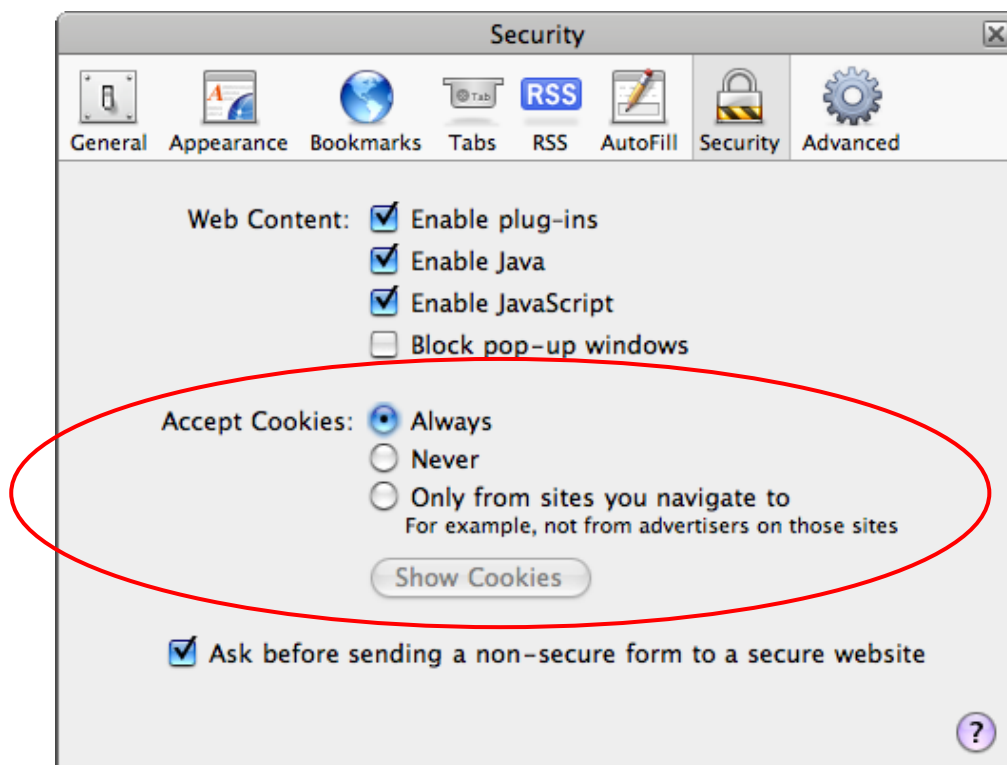 Security
Tab RSS
General Appearance Bookmarks Tabs RSS AutoFill Security Advanced
Web Content: Enable plug-ins
Enable Java
Enable JavaScript
Block pop-up windows
Accept Cookies: Always
Never
Only from sites you navigate to
For example, not from advertisers on those sites
Show Cookies
Ask before sending a non-secure form to a secure website
?